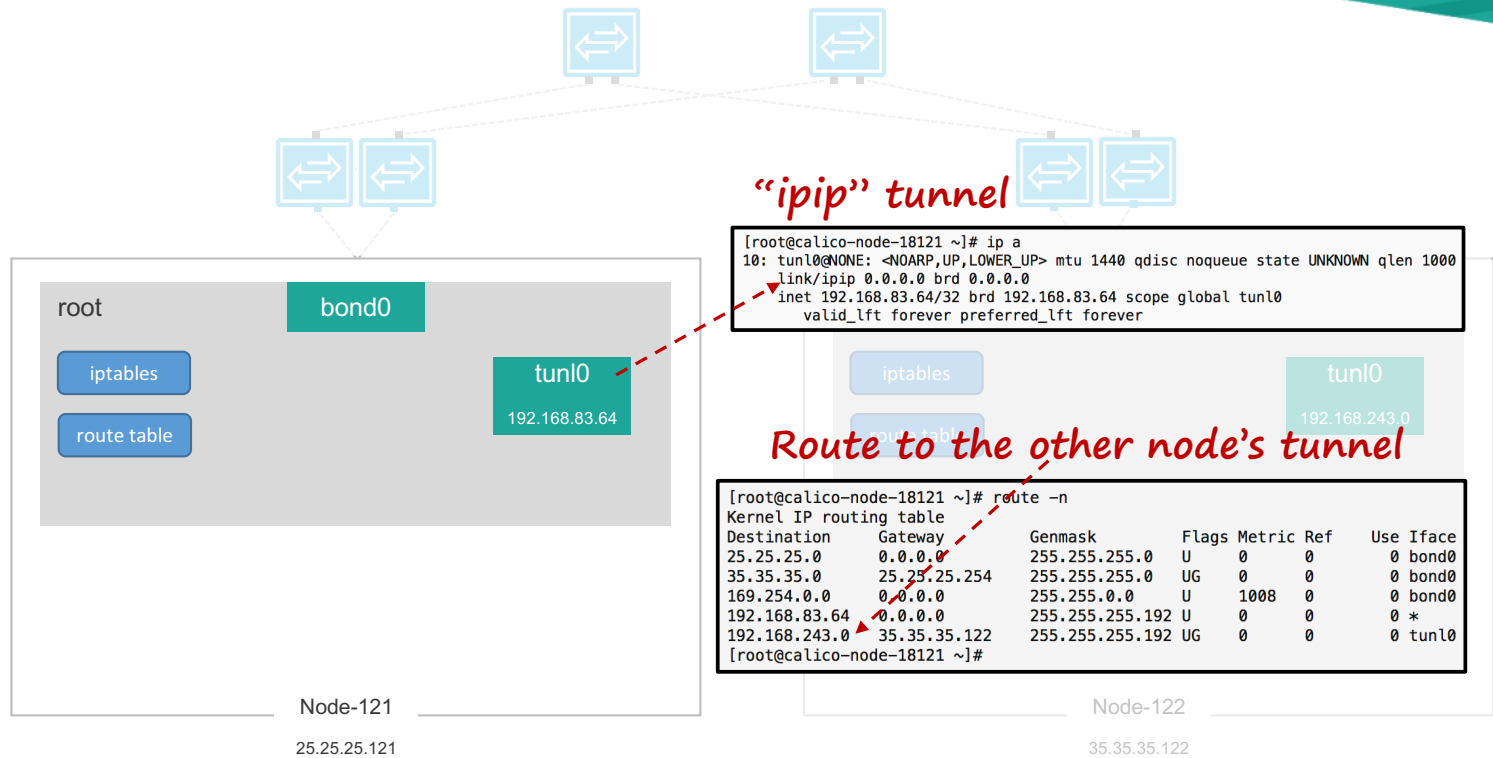 “ipip” tunnel
[root@calico-node-18121 ~]# ip a
10: tunl0@NONE: <NOARP,UP,LOWER_UP> mtu 1440 qdisc noqueue state UNKNOWN qlen 1000
link/ipip 0.0.0.0 brd 0.0.0.0
inet 192.168.83.64/32 brd 192.168.83.64 scope global tunl0
valid_lft forever preferred_lft forever
root
bond0
iptables
route table
tunl0
192.168.83.64
iptables
route table
tunl0
192.168.243.0
Route to the other node’s tunnel
[root@calico-node-18121 ~]# route -n
Kernel IP routing table
Destination Gateway Genmask Flags Metric Ref Use Iface
25.25.25.0 0.0.0.0 255.255.255.0 U 0 0 0 bond0
35.35.35.0 25.25.25.254 255.255.255.0 UG 0 0 0 bond0
169.254.0.0 0.0.0.0 255.255.0.0 U 1008 0 0 bond0
192.168.83.64 0.0.0.0 255.255.255.192 U 0 0 0 *
192.168.243.0 35.35.35.122 255.255.255.192 UG 0 0 0 tunl0
[root@calico-node-18121 ~]#
Node-121
25.25.25.121
Node-122
35.35.35.122